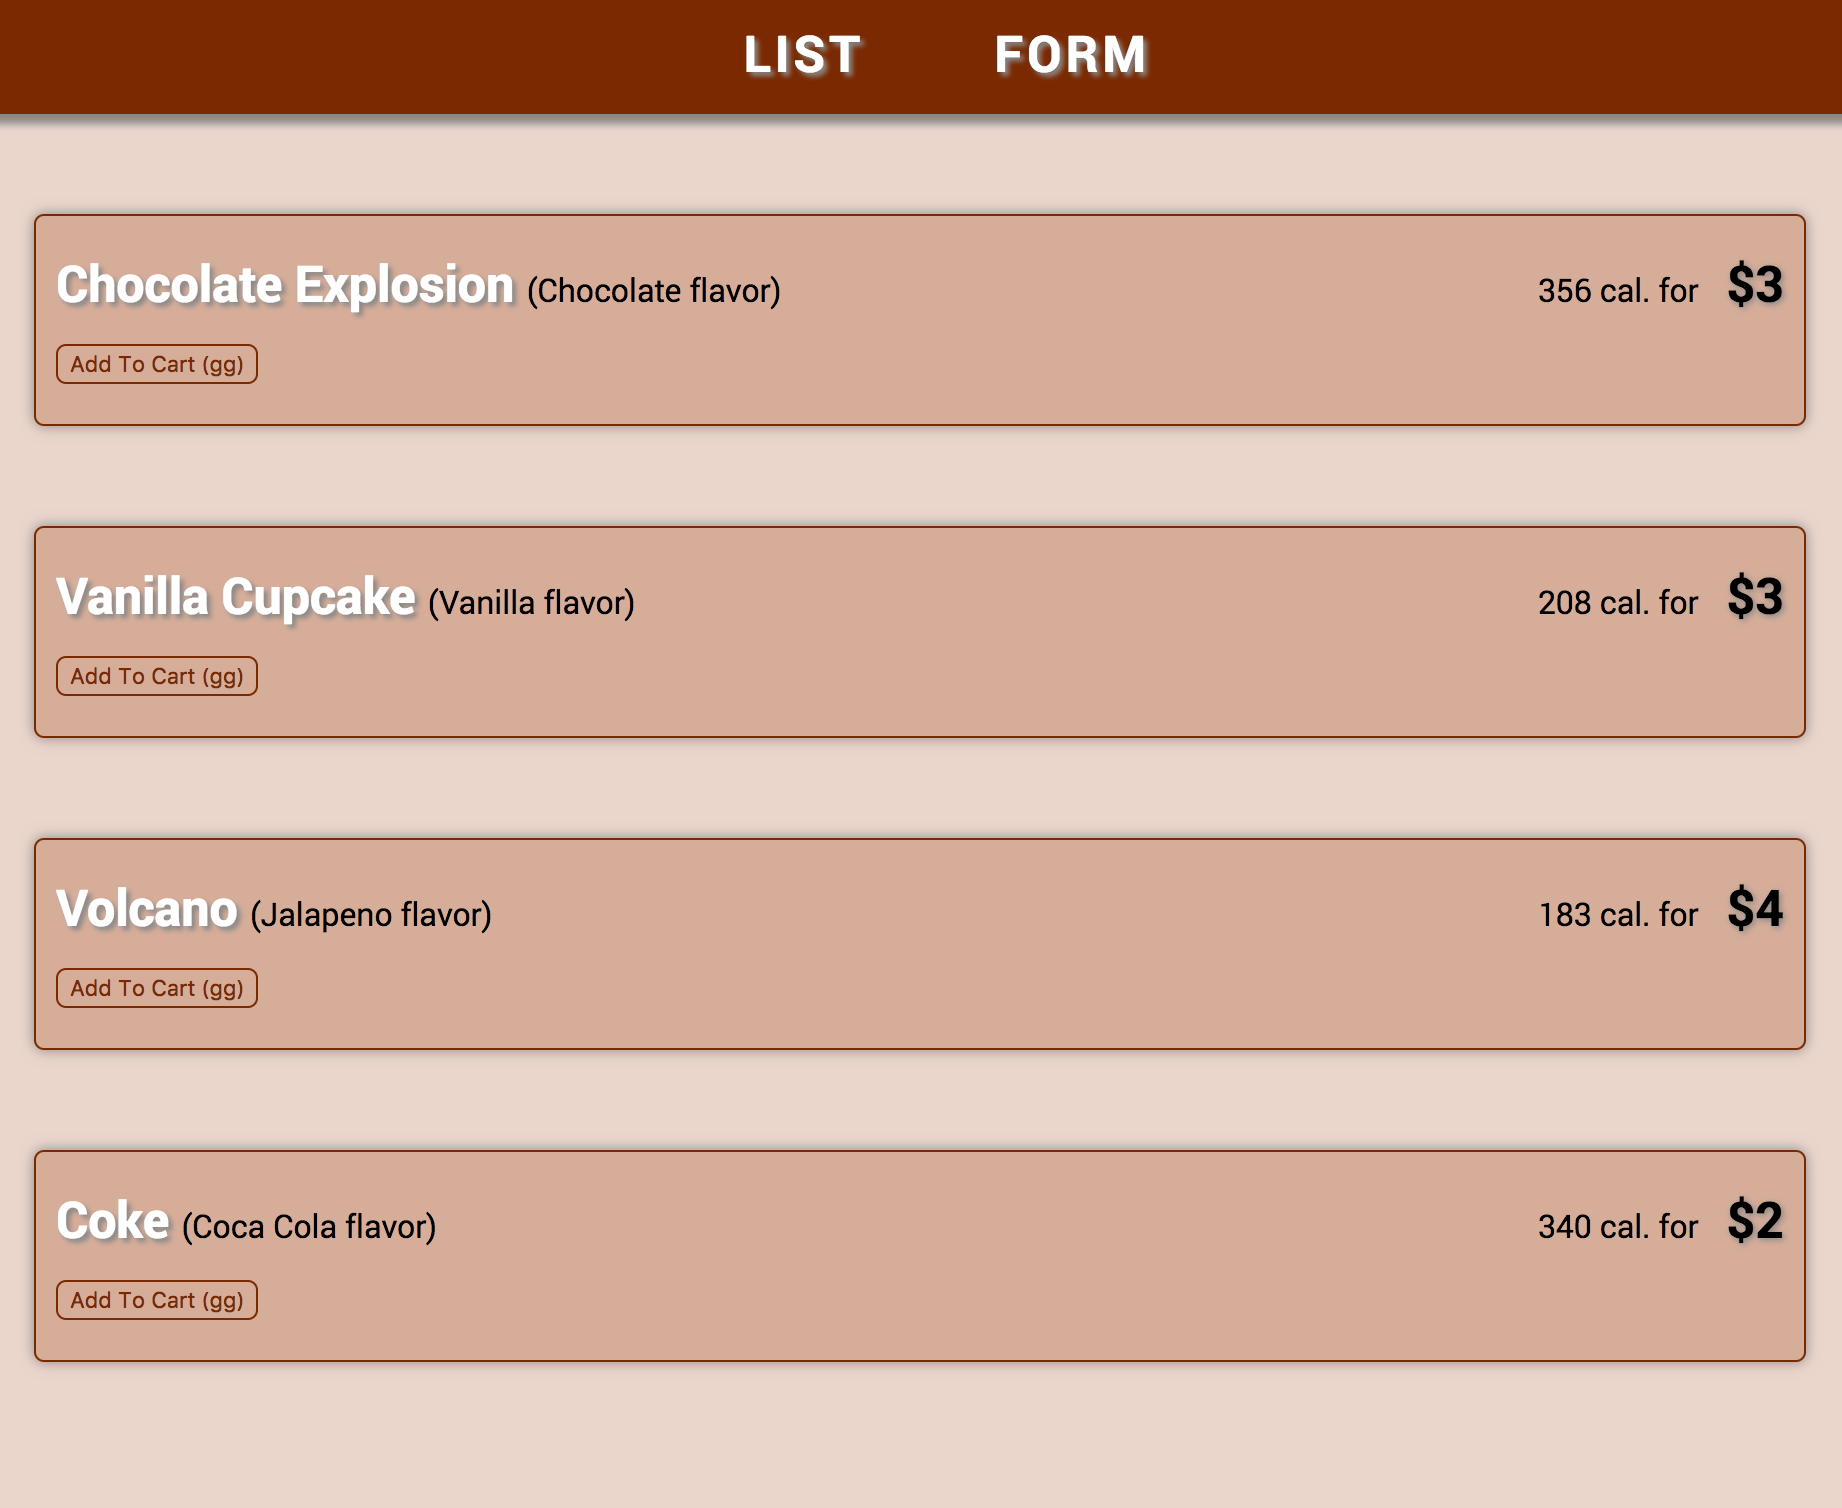 LIST FORM
Chocolate Explosion (Chocolate flavor) 356 cal. for $3
Add To Cart (gg)
Vanilla Cupcake (Vanilla flavor) 208 cal. for $3
Add To Cart (gg)
Volcano (Jalapeno flavor) 183 cal. for $4
Add To Cart (gg)
Coke (Coca Cola flavor) 340 cal. for $2
Add To Cart (gg)